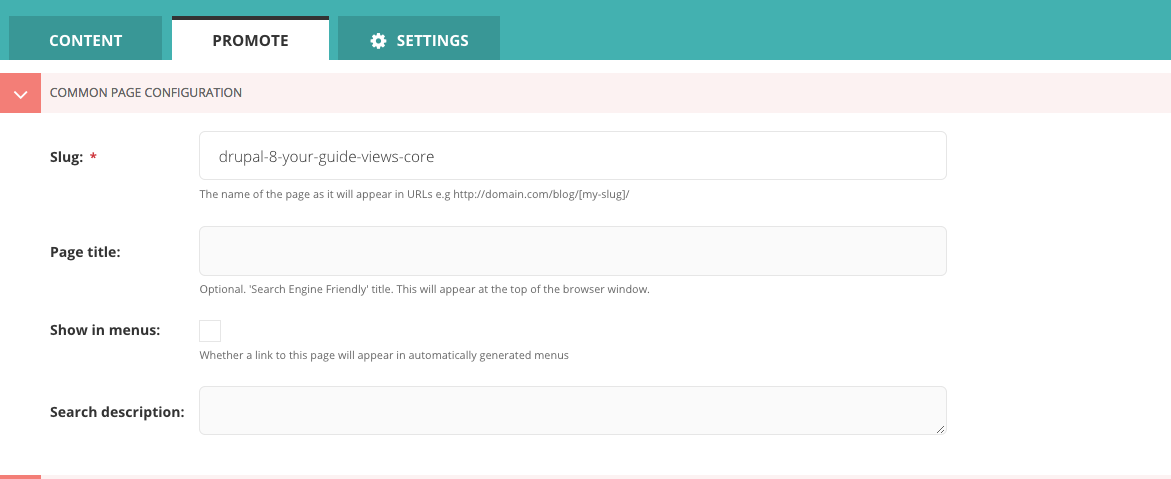 CONTENT PROMOTE SETTINGS
COMMON PAGE CONFIGURATION
Slug: * drupal-8-your-guide-views-core
The name of the page as it will appear in URLs e.g http://domain.com/blog/[my-slug]/
Page title:
Optional. 'Search Engine Friendly' title. This will appear at the top of the browser window.
Show in menus:
Whether a link to this page will appear in automatically generated menus
Search description: